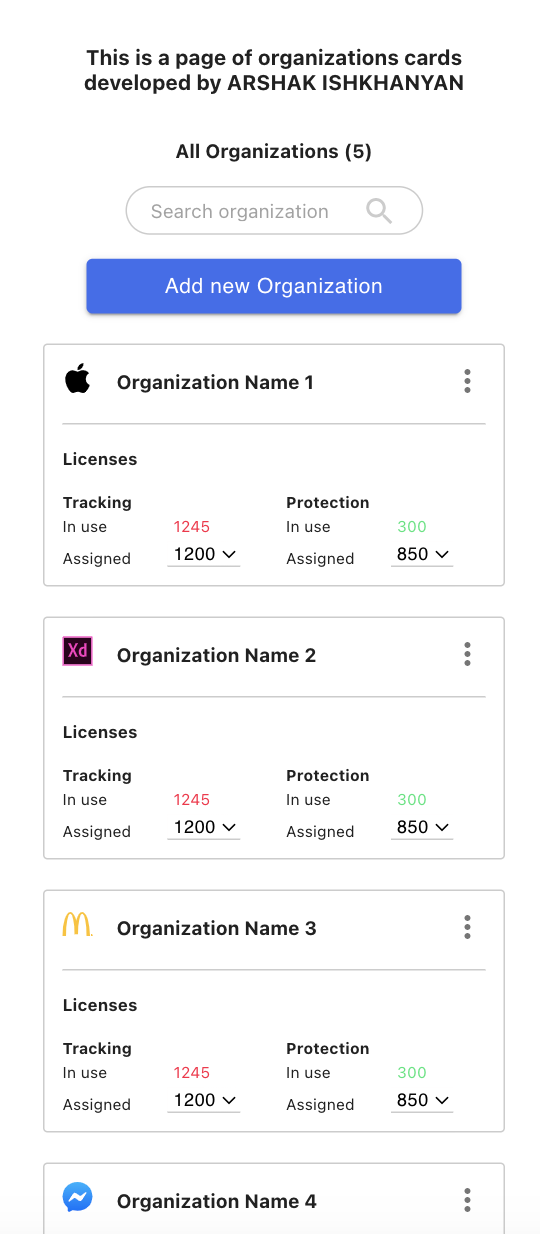 This is a page of organizations cards
developed by ARSHAK ISHKHANYAN
All Organizations (5)
Search organization
Add new Organization
Organization Name 1
Licenses
Tracking Protection
In use 1245 In use 300
Assigned 1200 Assigned 850
Xd Organization Name 2
Licenses
Tracking Protection
In use 1245 In use 300
Assigned 1200 Assigned 850
Organization Name 3
Licenses
Tracking Protection
In use 1245 In use 300
Assigned 1200 Assigned 850
Organization Name 4